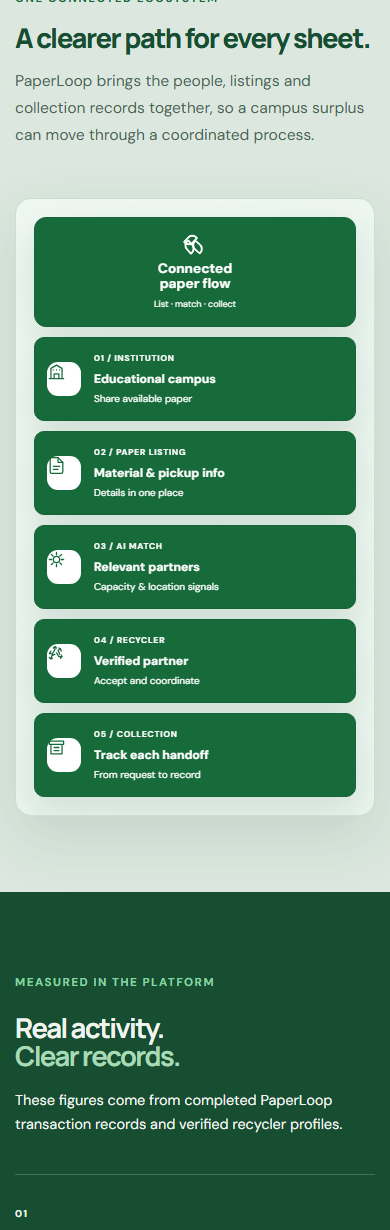 A clearer path for every sheet.
PaperLoop brings the people, listings and
collection records together, so a campus surplus
can move through a coordinated process.
Connected
paper flow
List · match · collect
01 / INSTITUTION
Educational campus
Share available paper
02 / PAPER LISTING
Material & pickup info
Details in one place
03 / AI MATCH
Relevant partners
Capacity & location signals
04 / RECYCLER
Verified partner
Accept and coordinate
05 / COLLECTION
Track each handoff
From request to record
MEASURED IN THE PLATFORM
Real activity.
Clear records.
These figures come from completed PaperLoop
transaction records and verified recycler profiles.
01